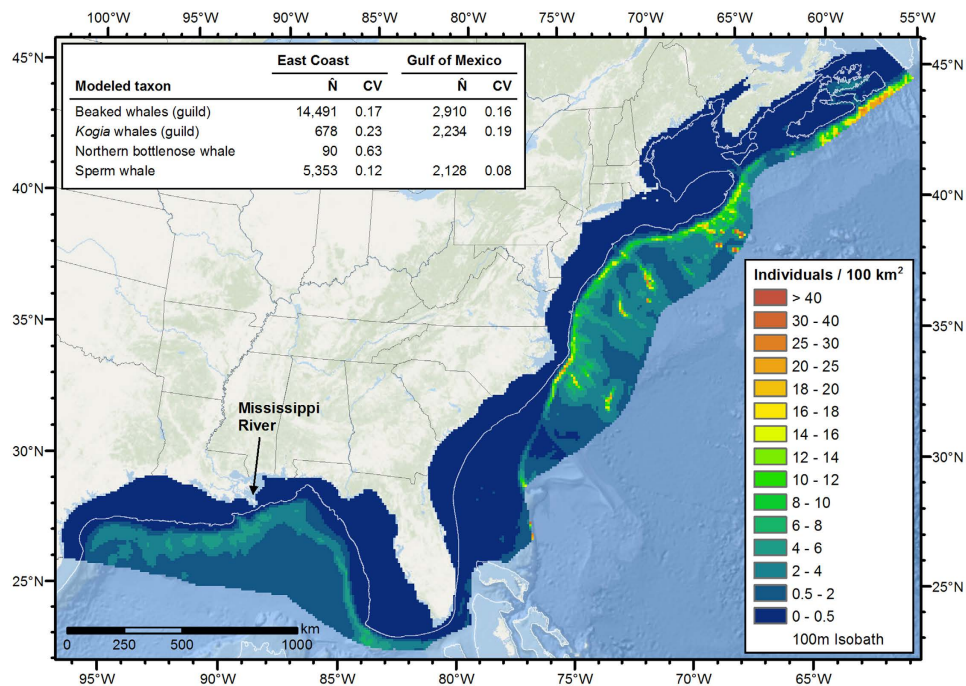 100°W 95°W 90°W 85°W 80°W 75°W 70°W 65°W 60°W 55°W
East Coast Gulf of Mexico
Modeled taxon Ñ CV Ñ CV
Beaked whales (guild) 14,491 0.17 2,910 0.16
Kogia whales (guild) 678 0.23 2,234 0.19
Northern bottlenose whale 90 0.63
Sperm whale 5,353 0.12 2,128 0.08
45°N
40°N
35°N
30°N
25°N
45°N
40°N
35°N
30°N
25°N
Mississippi
River
Individuals / 100 km²
> 40
30 - 40
25 - 30
20 - 25
18 - 20
16 - 18
14 - 16
12 - 14
10 - 12
8 - 10
6 - 8
4 - 6
2 - 4
0.5 - 2
0 - 0.5
100m Isobath
km
0 250 500 1000
95°W 90°W 85°W 80°W 75°W 70°W 65°W 60°W